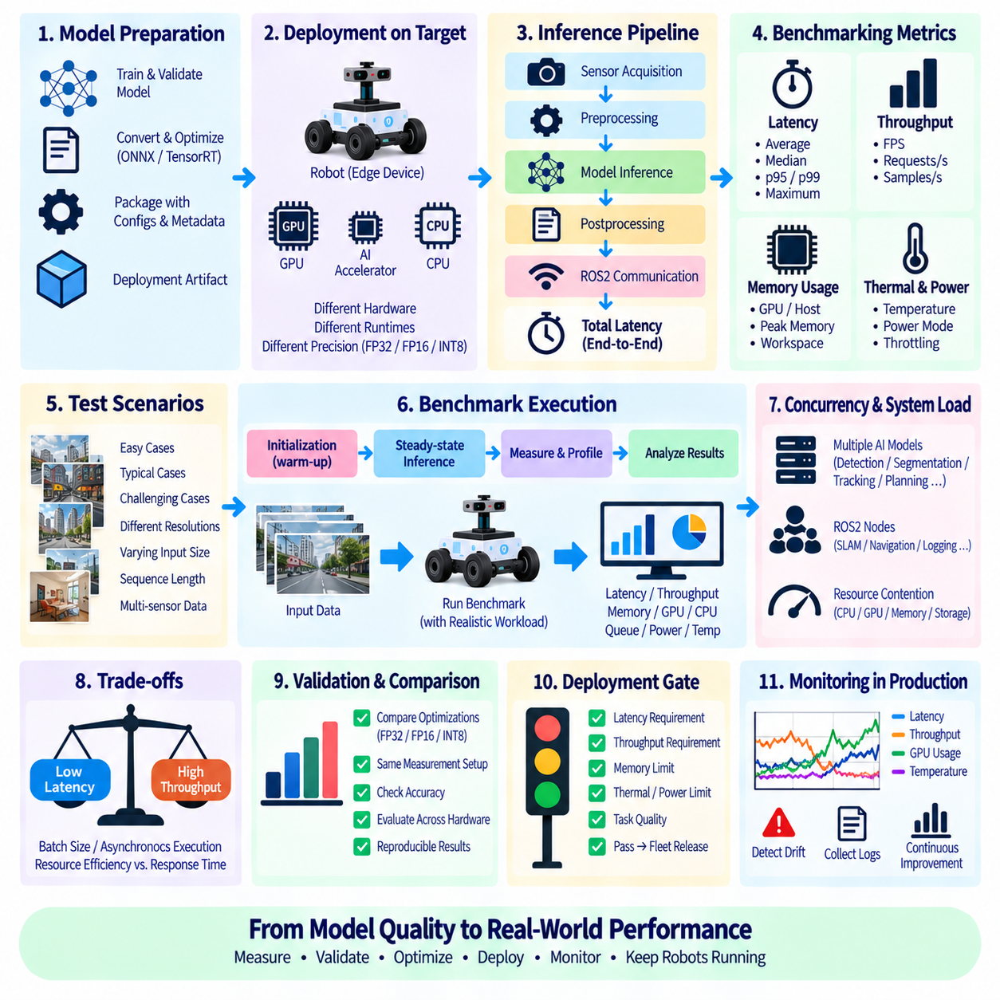 1. Model Preparation
Train & Validate
Model
Convert & Optimize
(ONNX / TensorRT)
Package with
Configs & Metadata
Deployment Artifact
2. Deployment on Target
Robot (Edge Device)
GPU
GPU
AI
Accelerator
CPU
CPU
Different Hardware
Different Runtimes
Different Precision (FP32 / FP16 / INT8)
3. Inference Pipeline
Sensor Acquisition
Preprocessing
Model Inference
Postprocessing
ROS2 Communication
Total Latency
(End-to-End)
4. Benchmarking Metrics
Latency
• Average
• Median
• p95 / p99
• Maximum
Throughput
• FPS
• Requests/s
• Samples/s
Memory Usage
• GPU / Host
• Peak Memory
• Workspace
Thermal & Power
• Temperature
• Power Mode
• Throttling
5. Test Scenarios
Easy Cases
Typical Cases
Challenging Cases
Different Resolutions
Varying Input Size
Sequence Length
Multi-sensor Data
6. Benchmark Execution
Initialization
(warm-up)
Steady-state
Inference
Measure & Profile
Analyze Results
Input Data
Run Benchmark
(with Realistic Workload)
Latency / Throughput
Memory / GPU / CPU
Queue / Power / Temp
7. Concurrency & System Load
Multiple AI Models
(Detection / Segmentation /
Tracking / Planning ...)
ROS2 Nodes
(SLAM / Navigation / Logging ...)
Resource Contention
(CPU / GPU / Memory / Storage)
8. Trade-offs
Low
Latency
High
Throughput
Batch Size / Asynchronocs Execution
Resource Efficiency vs. Response Time
9. Validation & Comparison
Compare Optimizations
(FP32 / FP16 / INT8)
Same Measurement Setup
Check Accuracy
Evaluate Across Hardware
Reproducible Results
10. Deployment Gate
Latency Requirement
Throughput Requirement
Memory Limit
Thermal / Power Limit
Task Quality
Pass → Fleet Release
11. Monitoring in Production
Latency
Throughput
GPU Usage
Temperature
Detect Drift
Collect Logs
Continuous
Improvement
From Model Quality to Real-World Performance
Measure • Validate • Optimize • Deploy • Monitor • Keep Robots Running